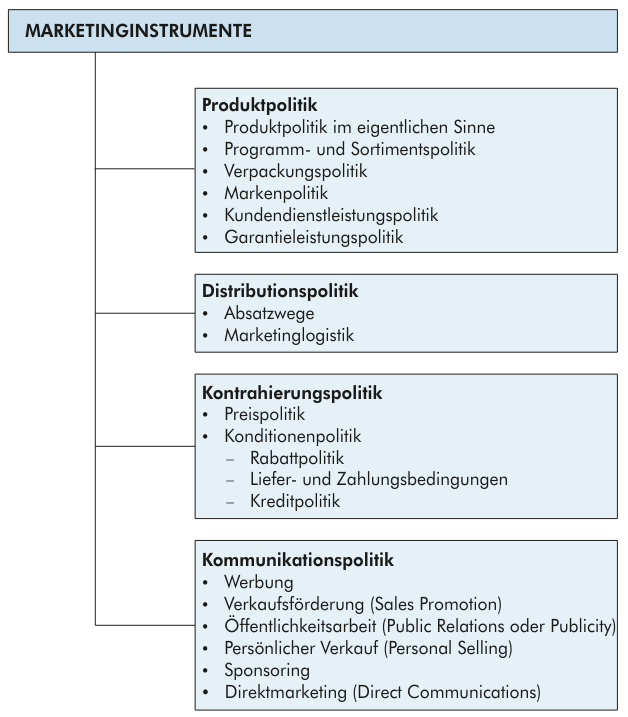 MARKETINGINSTRUMENTE
Produktpolitik
• Produktpolitik im eigentlichen Sinne
• Programm- und Sortimentspolitik
• Verpackungspolitik
• Markenpolitik
• Kundendienstleistungspolitik
• Garantieleistungspolitik
Distributionspolitik
• Absatzwege
• Marketinglogistik
Kontrahierungspolitik
• Preispolitik
• Konditionenpolitik
– Rabattpolitik
– Liefer- und Zahlungsbedingungen
– Kreditpolitik
Kommunikationspolitik
• Werbung
• Verkaufsförderung (Sales Promotion)
• Öffentlichkeitsarbeit (Public Relations oder Publicity)
• Persönlicher Verkauf (Personal Selling)
• Sponsoring
• Direktmarketing (Direct Communications)